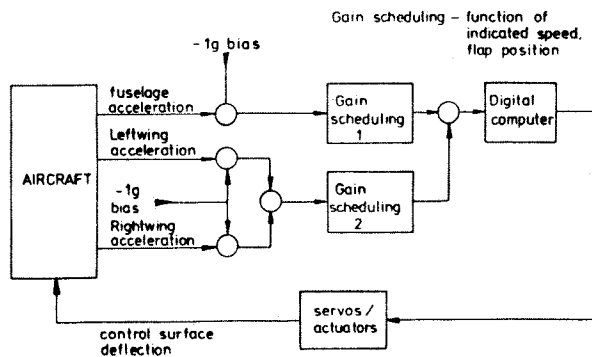 Gain scheduling – function of
indicated speed,
flap position
-1g bias
fuselage
acceleration
Gain
scheduling
1
Digital
computer
Leftwing
acceleration
AIRCRAFT
-1g
bias
Gain
scheduling
2
Rightwing
acceleration
servos/
actuators
control surface
deflection